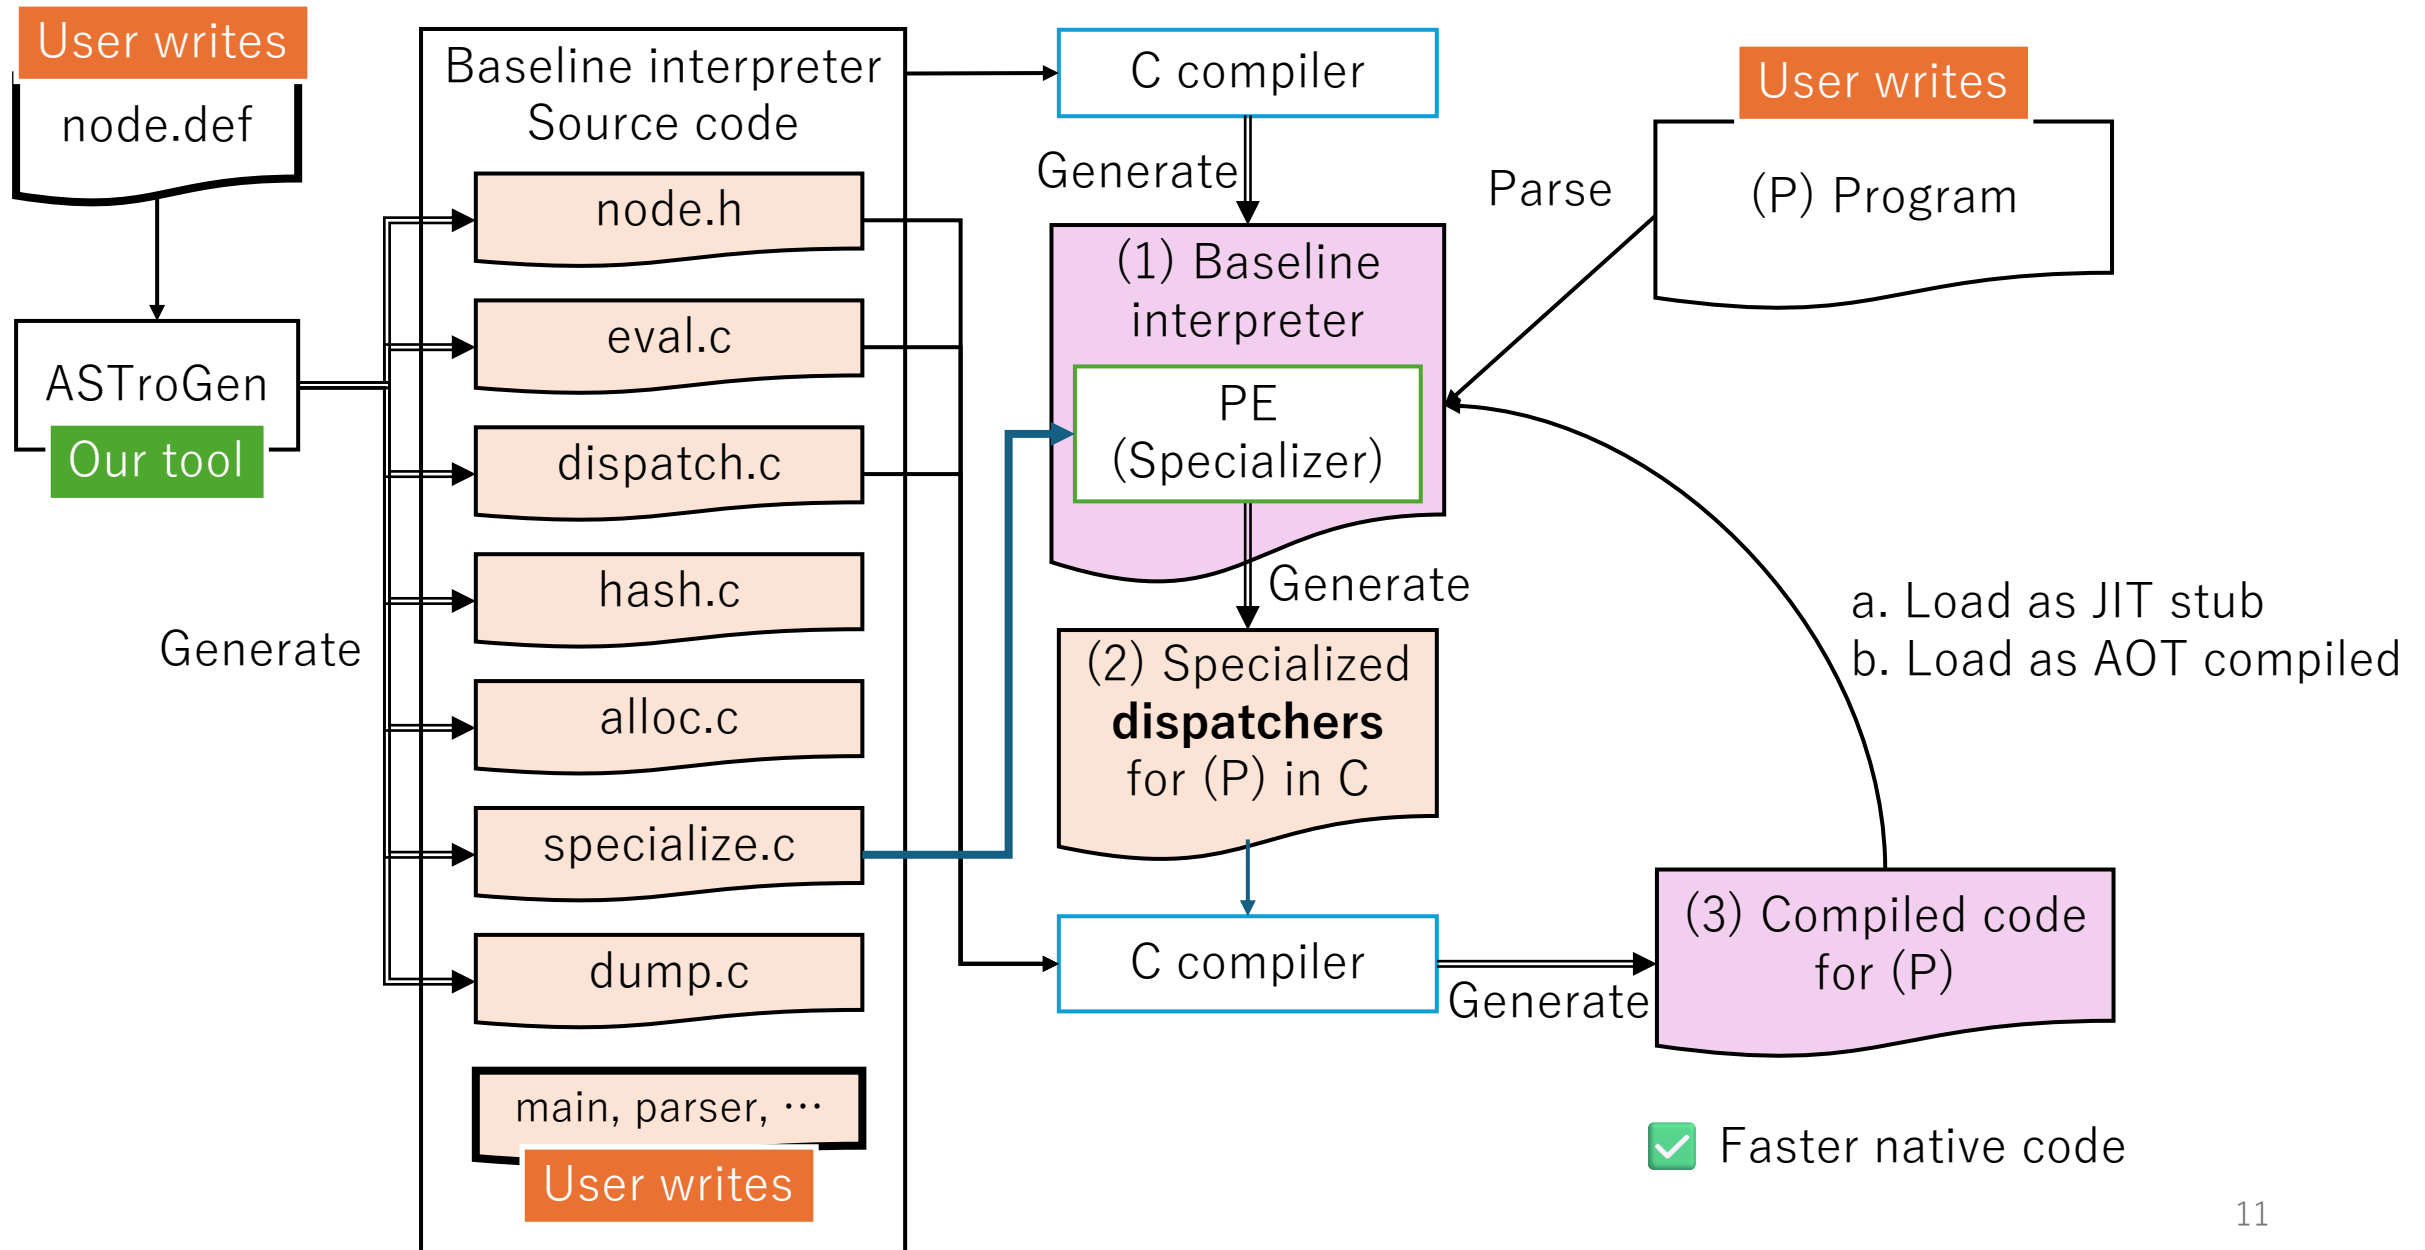 User writes
node.def
ASTroGen
Our tool
Generate
Baseline interpreter
Source code
node.h
eval.c
dispatch.c
hash.c
alloc.c
specialize.c
dump.c
main, parser, …
User writes
C compiler
Generate
(1) Baseline
interpreter
PE
(Specializer)
Generate
(2) Specialized
dispatchers
for (P) in C
C compiler
Generate
User writes
(P) Program
Parse
a. Load as JIT stub
b. Load as AOT compiled
(3) Compiled code
for (P)
✅ Faster native code
11